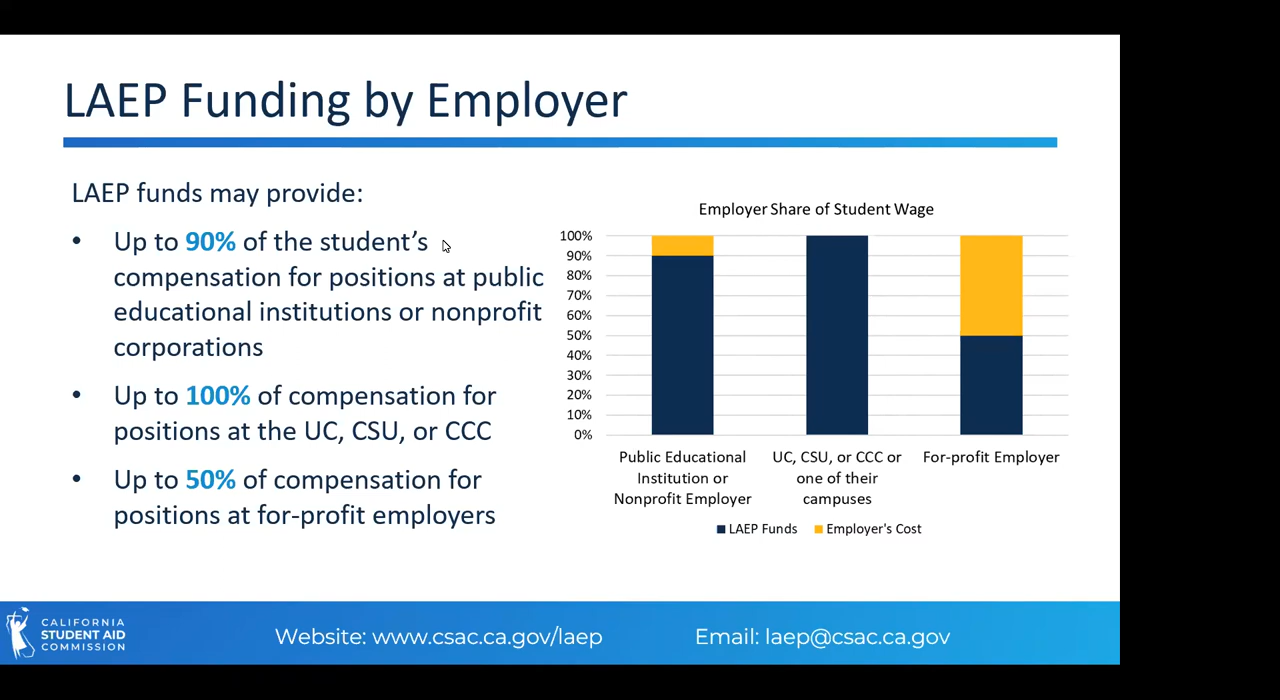 LAEP Funding by Employer
LAEP funds may provide:
• Up to 90% of the student’s
compensation for positions at public
educational institutions or nonprofit
corporations
• Up to 100% of compensation for
positions at the UC, CSU, or CCC
• Up to 50% of compensation for
positions at for-profit employers
Employer Share of Student Wage
100%
90%
80%
70%
60%
50%
40%
30%
20%
10%
0%
Public Educational
Institution or
Nonprofit Employer
UC, CSU, or CCC or
one of their
campuses
For-profit Employer
LAEP Funds
Employer's Cost
CALIFORNIA
STUDENT AID
COMMISSION
Website: www.csac.ca.gov/laep
Email: laep@csac.ca.gov